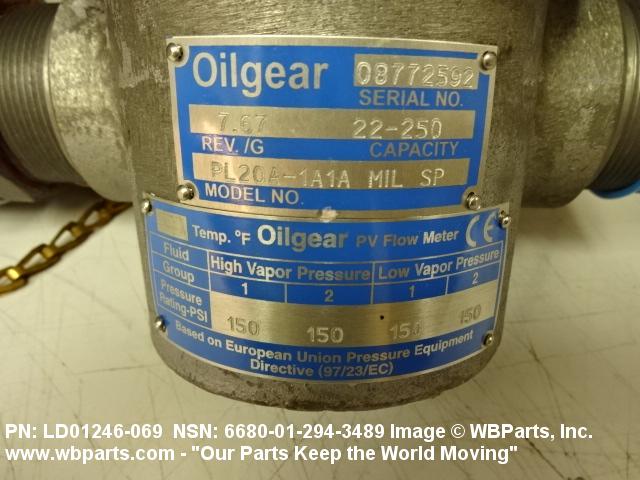 Oilgear 08772592
SERIAL NO.
7.67 22-250
REV. /G CAPACITY
PL20A-1A1A MIL SP
MODEL NO.
Temp. °F Oilgear PV Flow Meter CE
Fluid Group High Vapor Pressure Low Vapor Pressure
1 2 1 2
Pressure Rating-PSI 150 150 150 150
Based on European Union Pressure Equipment
Directive (97/23/EC)
PN: LD01246-069 NSN: 6680-01-294-3489 Image © WBParts, Inc.
www.wbparts.com - "Our Parts Keep the World Moving"